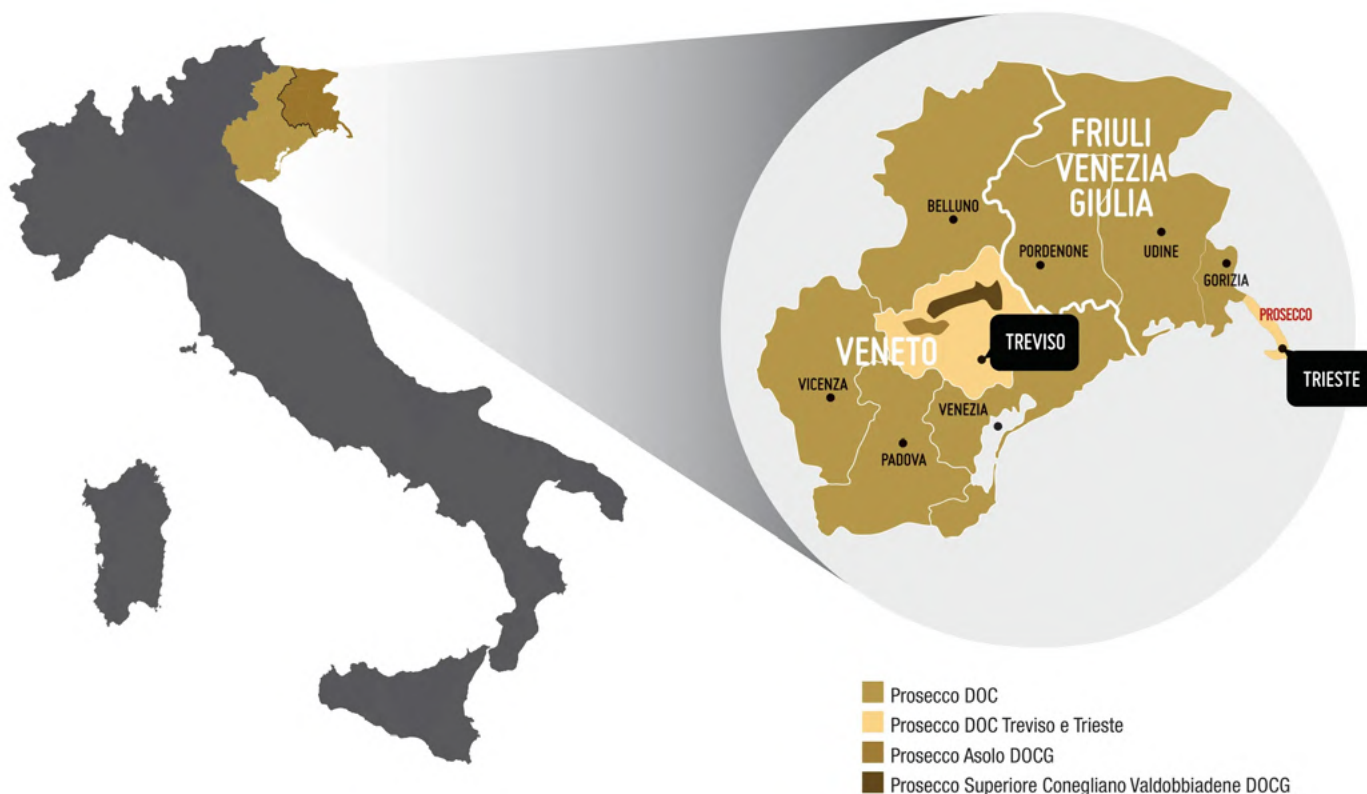 FRIULI
VENEZIA
GIULIA
BELLUNO
PORDENONE
UDINE
GORIZIA
PROSECCO
TREVISO
VENETO
TRIESTE
VICENZA
VENEZIA
PADOVA
Prosecco DOC
Prosecco DOC Treviso e Trieste
Prosecco Asolo DOCG
Prosecco Superiore Conegliano Valdobbiadene DOCG